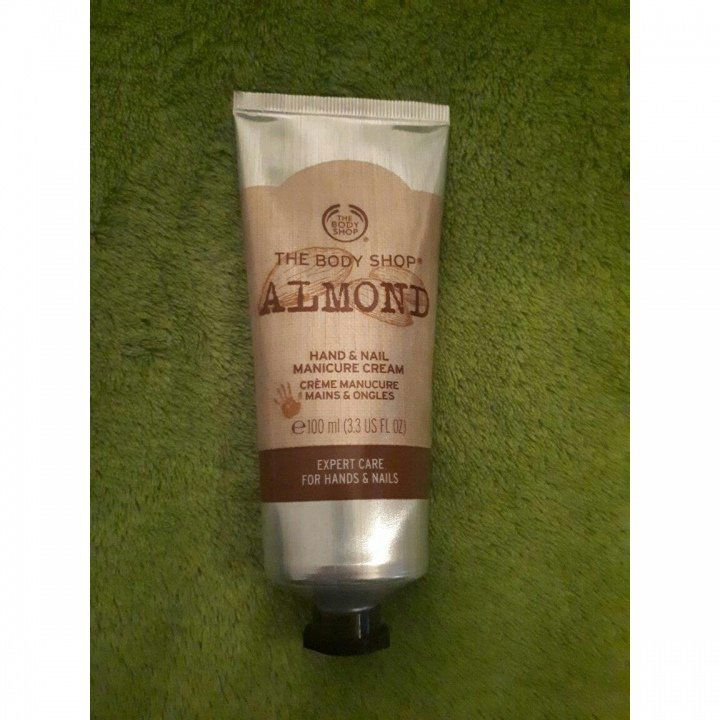 THE
BODY
SHOP®
THE BODY SHOP®
ALMOND
HAND & NAIL
MANICURE CREAM
CRÈME MANUCURE
MAINS & ONGLES
℮100 ml (3.3 US FL OZ)
EXPERT CARE
FOR HANDS & NAILS